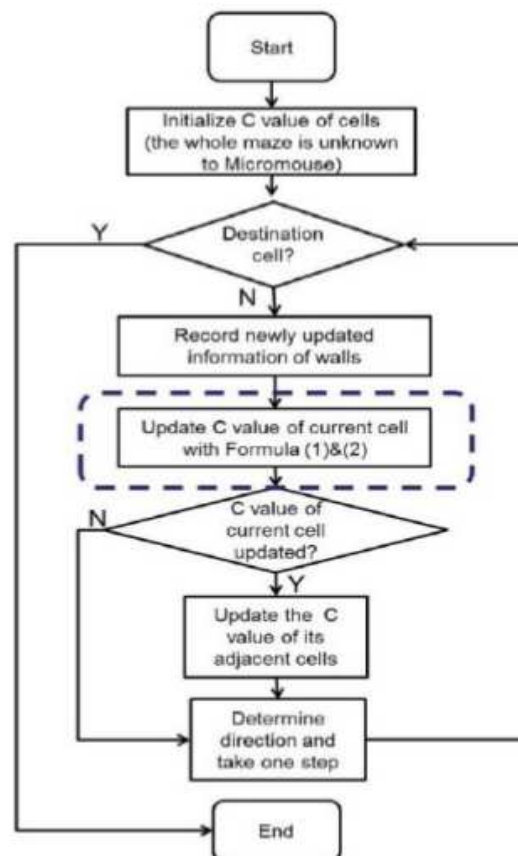 Start
Initialize C value of cells
(the whole maze is unknown
to Micromouse)
Y
Destination
cell?
N
Record newly updated
information of walls
Update C value of current cell
with Formula (1)&(2)
N
C value of
current cell
updated?
Y
Update the C
value of its
adjacent cells
Determine
direction and
take one step
End